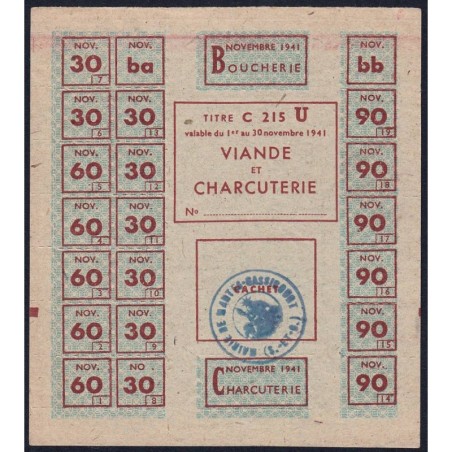 NOV. NOV. NOVEMBRE 1941 NOV.
30 ba BOUCHERIE bb
7
NOV. NOV. NOV.
30 30 90
6 13 19
TITRE C 215 U
valable du 1er au 30 novembre 1941
NOV. NOV. NOV.
60 30 90
5 12 18
VIANDE
ET
CHARCUTERIE
No
NOV. NOV. NOV.
60 30 90
4 11 17
NOV. NOV. NOV.
60 30 90
3 10 16
CACHET
MAIRIE DE
NOV. NOV. NOV.
60 30 90
2 9 15
NOV. NO NOVEMBRE 1941 NOV.
60 30 CHARCUTERIE 90
1 8 14